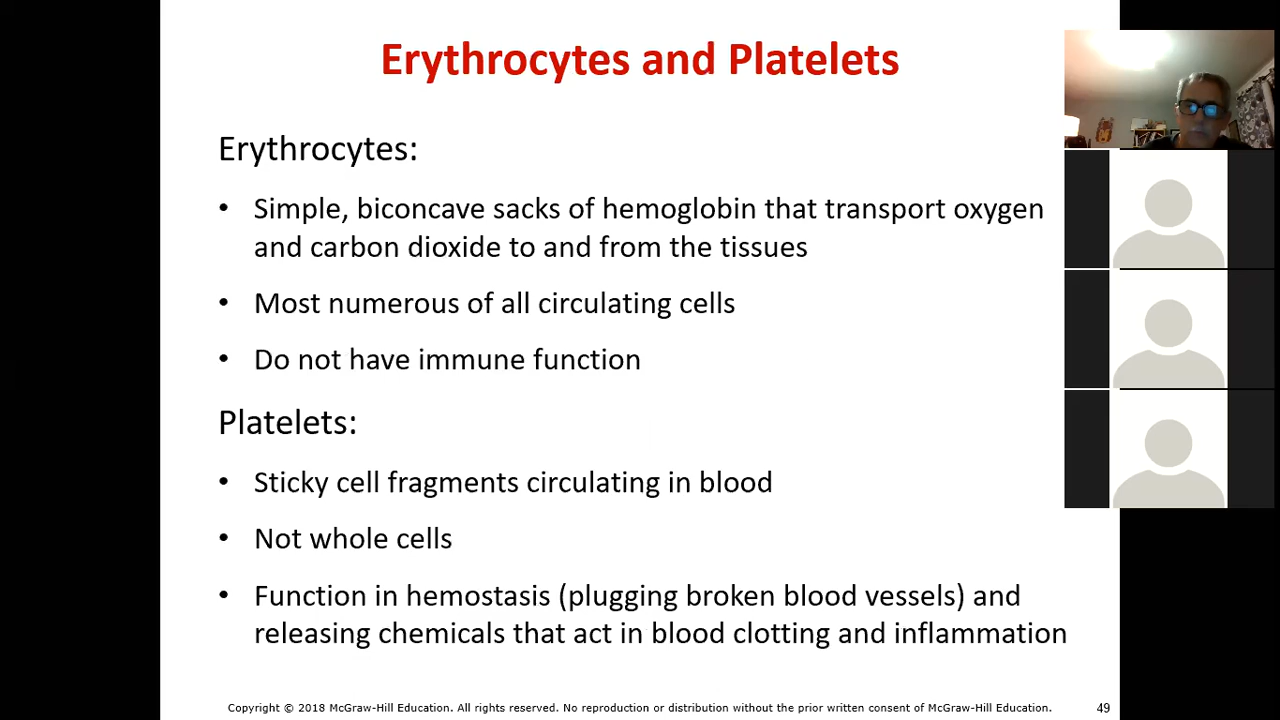 Erythrocytes and Platelets
Erythrocytes:
• Simple, biconcave sacks of hemoglobin that transport oxygen
and carbon dioxide to and from the tissues
• Most numerous of all circulating cells
• Do not have immune function
Platelets:
• Sticky cell fragments circulating in blood
• Not whole cells
• Function in hemostasis (plugging broken blood vessels) and
releasing chemicals that act in blood clotting and inflammation
Copyright © 2018 McGraw-Hill Education. All rights reserved. No reproduction or distribution without the prior written consent of McGraw-Hill Education.
49